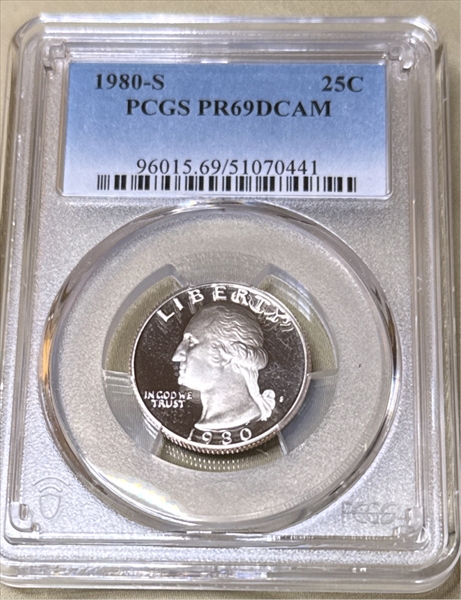 1980-S 25C
PCGS PR69DCAM
96015.69/51070441
LIBERTY
IN GOD WE
TRUST
S
1980
PCGS